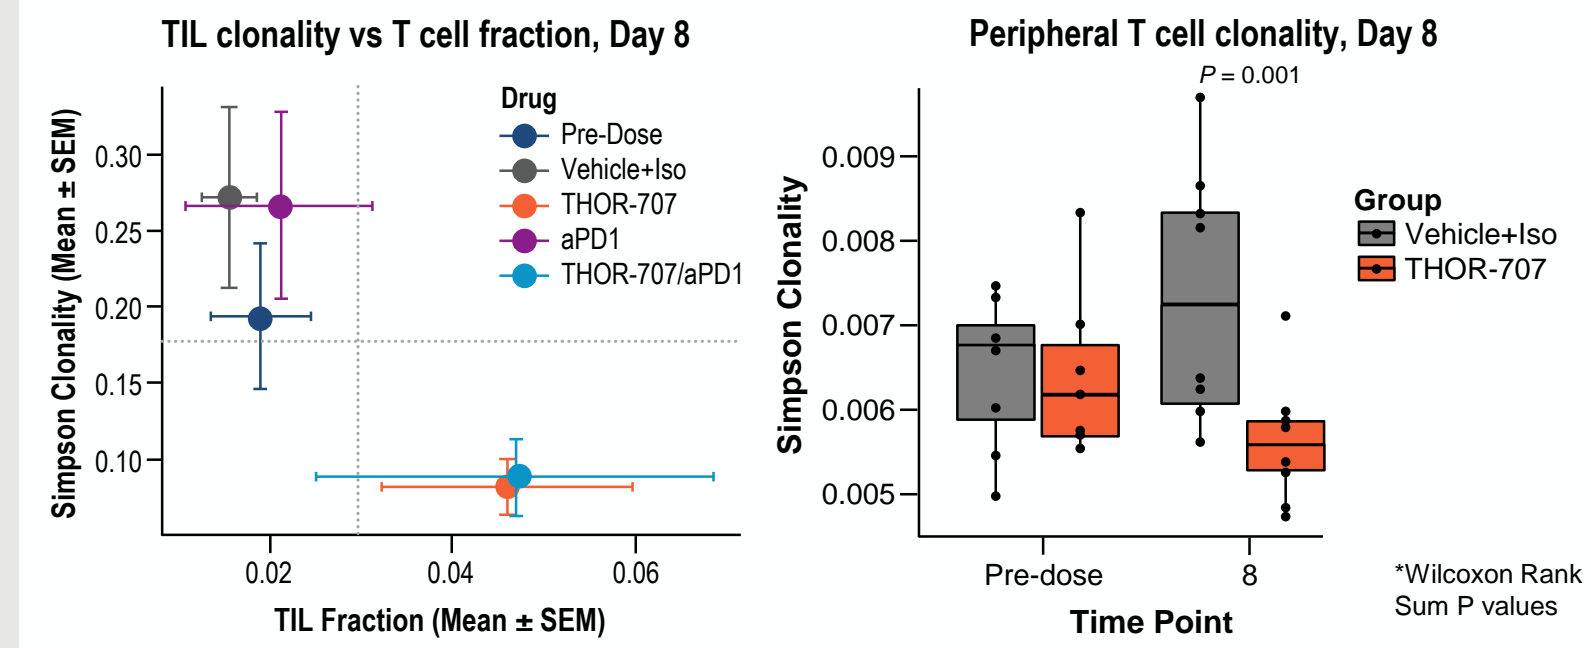 TIL clonality vs T cell fraction, Day 8
Simpson Clonality (Mean ± SEM)
0.30
0.25
0.20
0.15
0.10
0.02
0.04
0.06
TIL Fraction (Mean ± SEM)
Drug
Pre-Dose
Vehicle+Iso
THOR-707
aPD1
THOR-707/aPD1
Peripheral T cell clonality, Day 8
P = 0.001
Simpson Clonality
0.009
0.008
0.007
0.006
0.005
Pre-dose
8
Time Point
Group
Vehicle+Iso
THOR-707
*Wilcoxon Rank
Sum P values